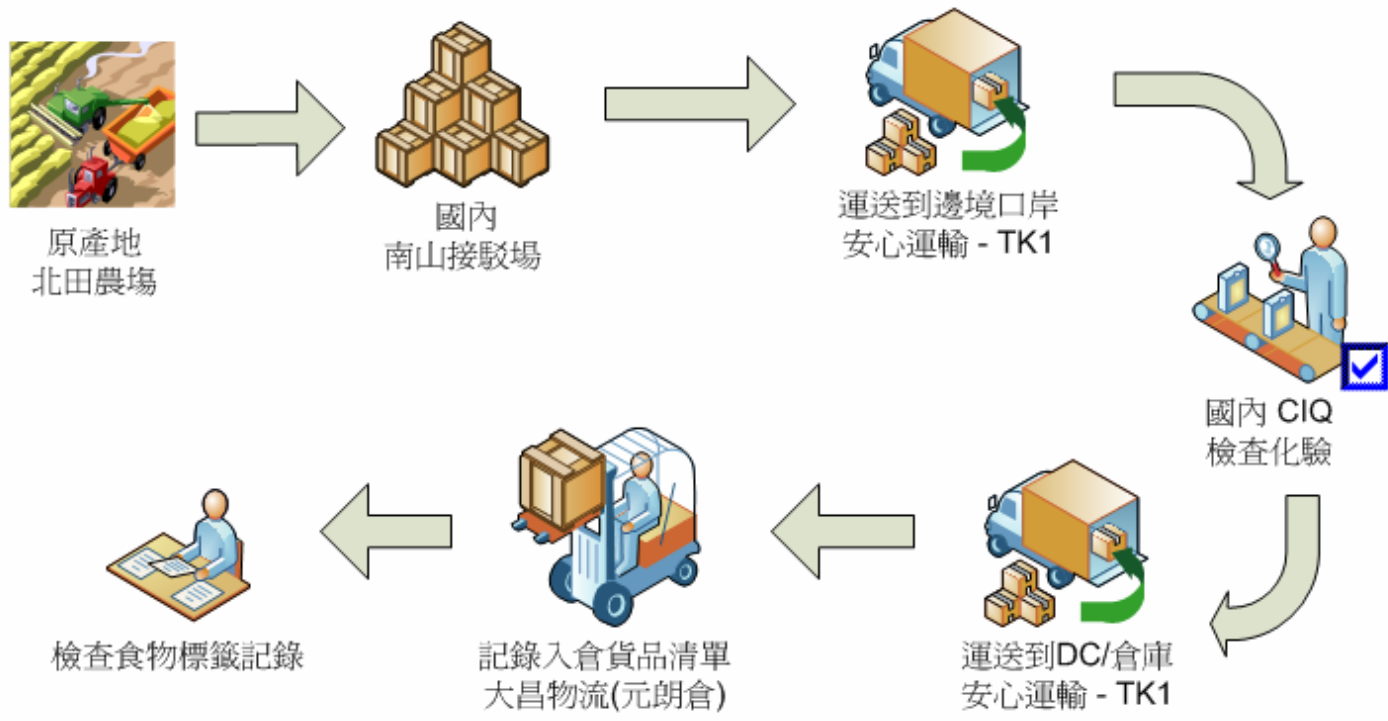 原產地
北田農塲
國內
南山接駁場
運送到邊境口岸
安心運輸 - TK1
國內 CIQ
檢查化驗
運送到DC/倉庫
安心運輸 - TK1
記錄入倉貨品清單
大昌物流(元朗倉)
檢查食物標籤記錄